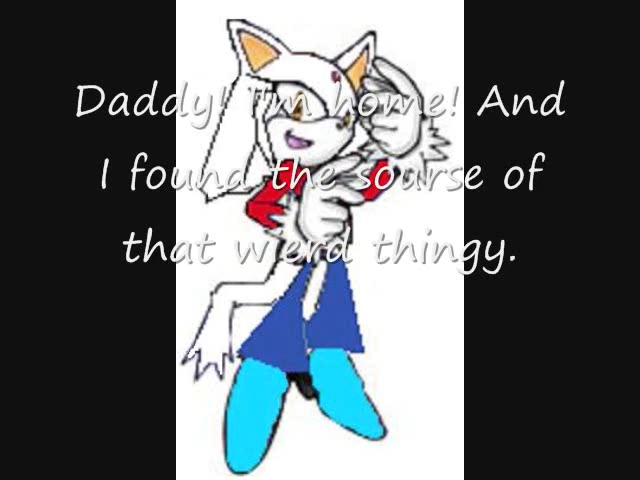 Daddy! I'm home! And
I found the sourse of
that wierd thingy.